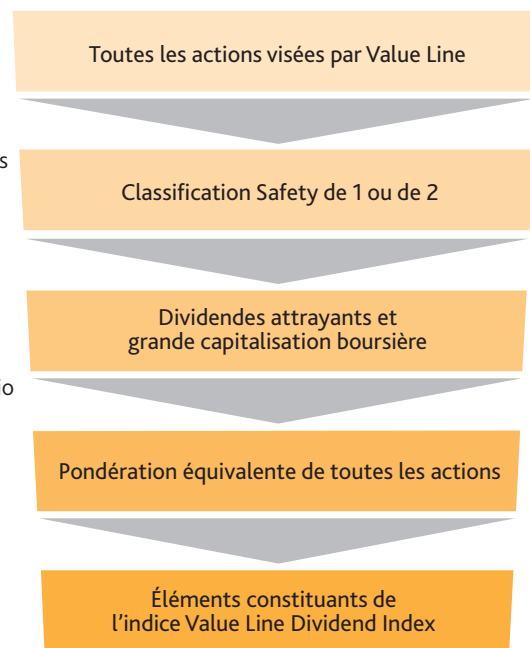 Toutes les actions visées par Value Line
s
Classification Safety de 1 ou de 2
Dividendes attrayants et
grande capitalisation boursière
io
Pondération équivalente de toutes les actions
Éléments constituants de
l’indice Value Line Dividend Index